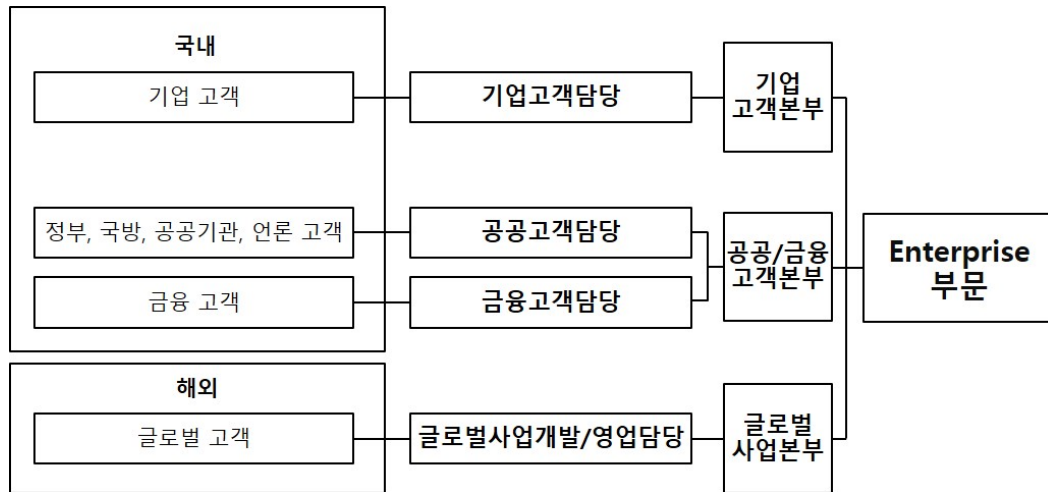 국내
기업 고객
기업고객담당
기업
고객본부
정부, 국방, 공공기관, 언론 고객
공공고객담당
금융 고객
금융고객담당
공공/금융
고객본부
Enterprise
부문
해외
글로벌 고객
글로벌사업개발/영업담당
글로벌
사업본부